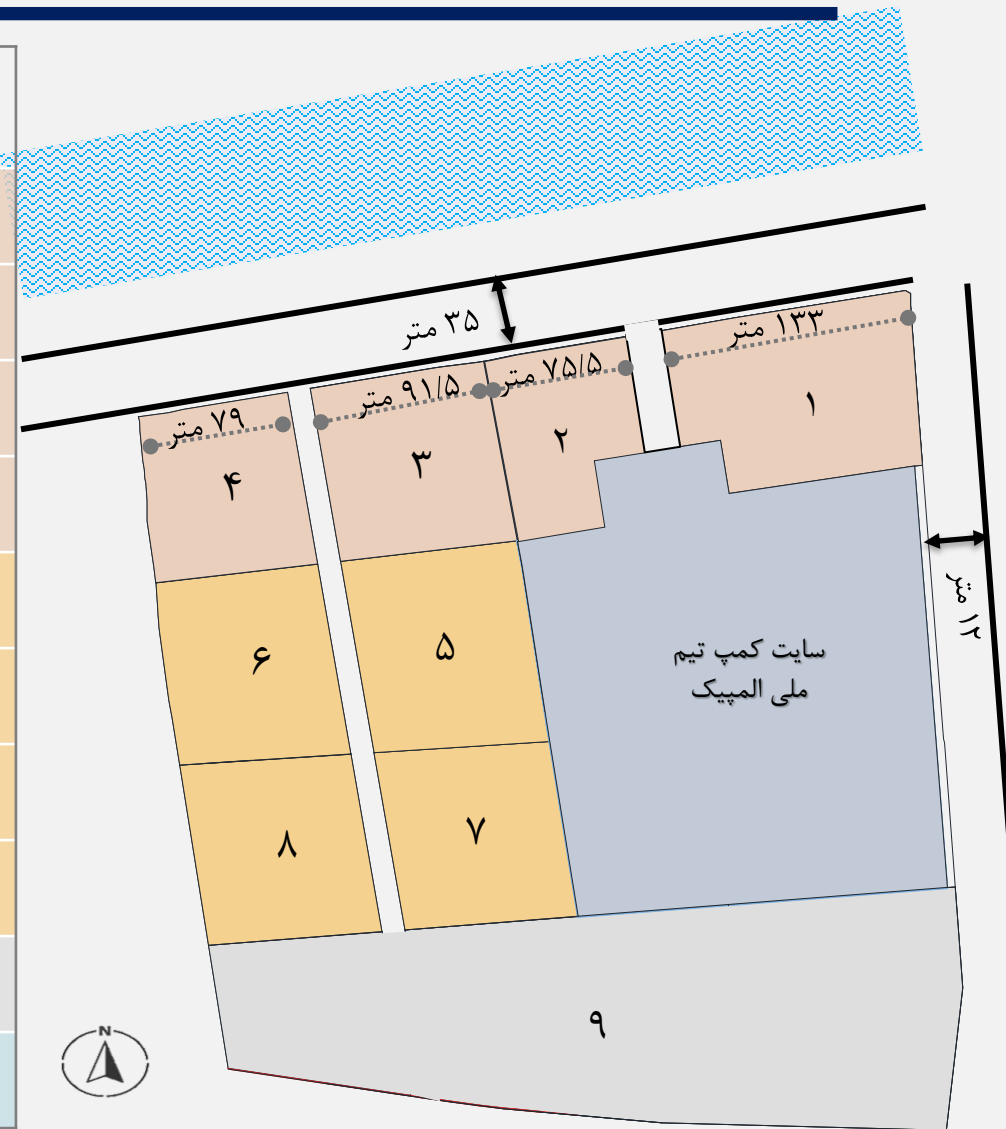 ۳۵ متر
۱۳۳ متر
۷۵/۵ متر
۹۱/۵ متر
۷۹ متر
۱
۲
۳
۴
۱۲ متر
سایت کمپ تیم
ملی المپیک
۵
۶
۷
۸
۹
N